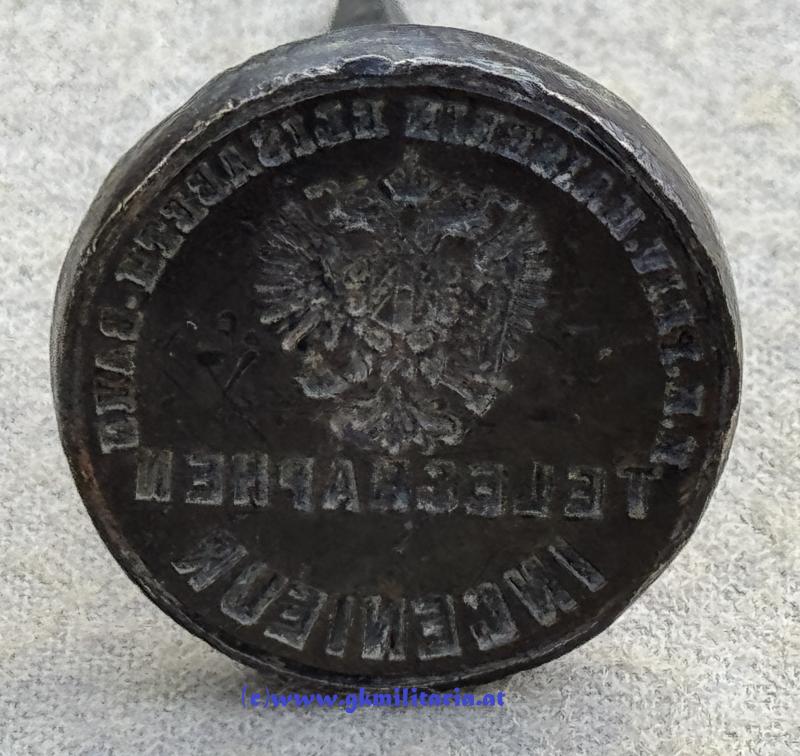 K.K. PRIV. KAISERIN ELISABETH-BAHN
TELEGRAPHEN
INGENIEUR
(c)www.gkmilitaria.at